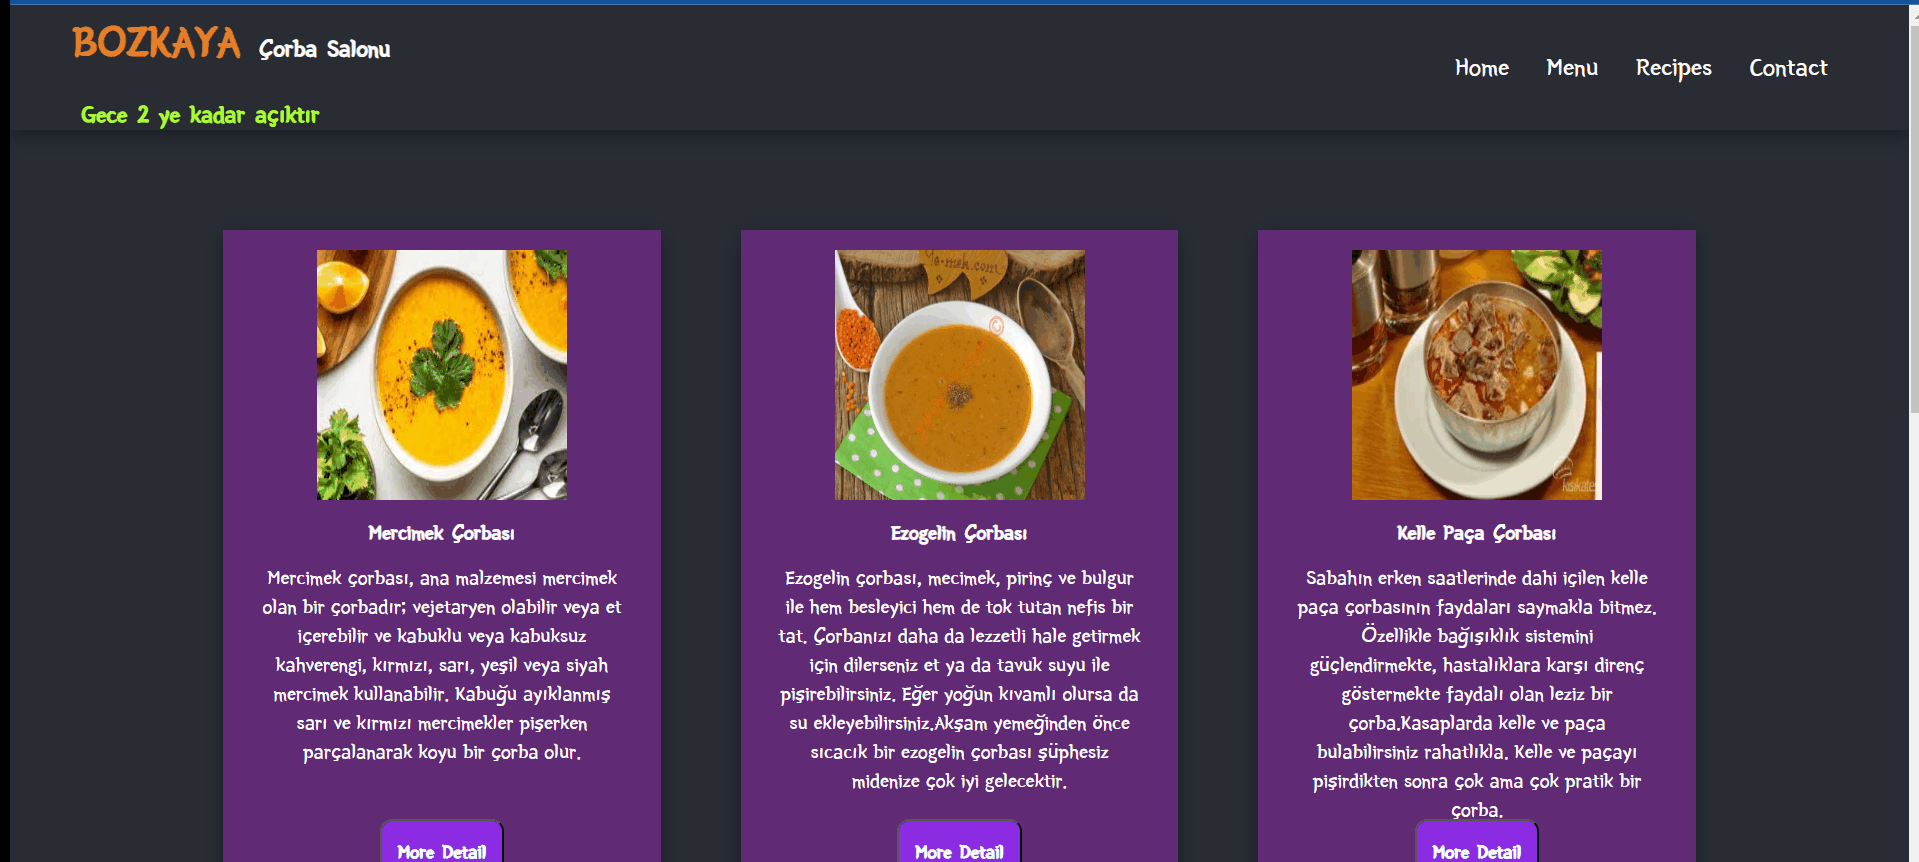 BOZKAYA Çorba Salonu
Home Menu Recipes Contact
Gece 2 ye kadar açıktır
Mercimek Çorbası
Mercimek çorbası, ana malzemesi mercimek
olan bir çorbadır; vejetaryen olabilir veya et
içerebilir ve kabuklu veya kabuksuz
kahverengi, kırmızı, sarı, yeşil veya siyah
mercimek kullanabilir. Kabuğu ayıklanmış
sarı ve kırmızı mercimekler pişerken
parçalanarak koyu bir çorba olur.
More Detail
Ye-mek.com
©
Ezogelin Çorbası
Ezogelin çorbası, mecimek, pirinç ve bulgur
ile hem besleyici hem de tok tutan nefis bir
tat. Çorbanızı daha da lezzetli hale getirmek
için dilerseniz et ya da tavuk suyu ile
pişirebilirsiniz. Eğer yoğun kıvamlı olursa da
su ekleyebilirsiniz.Akşam yemeğinden önce
sıcacık bir ezogelin çorbası şüphesiz
midenize çok iyi gelecektir.
More Detail
Kelle Paça Çorbası
Sabahın erken saatlerinde dahi içilen kelle
paça çorbasının faydaları saymakla bitmez.
Özellikle bağışıklık sistemini
güçlendirmekte, hastalıklara karşı direnç
göstermekte faydalı olan leziz bir
çorba.Kasaplarda kelle ve paça
bulabilirsiniz rahatlıkla. Kelle ve paçayı
pişirdikten sonra çok ama çok pratik bir
çorba.
More Detail